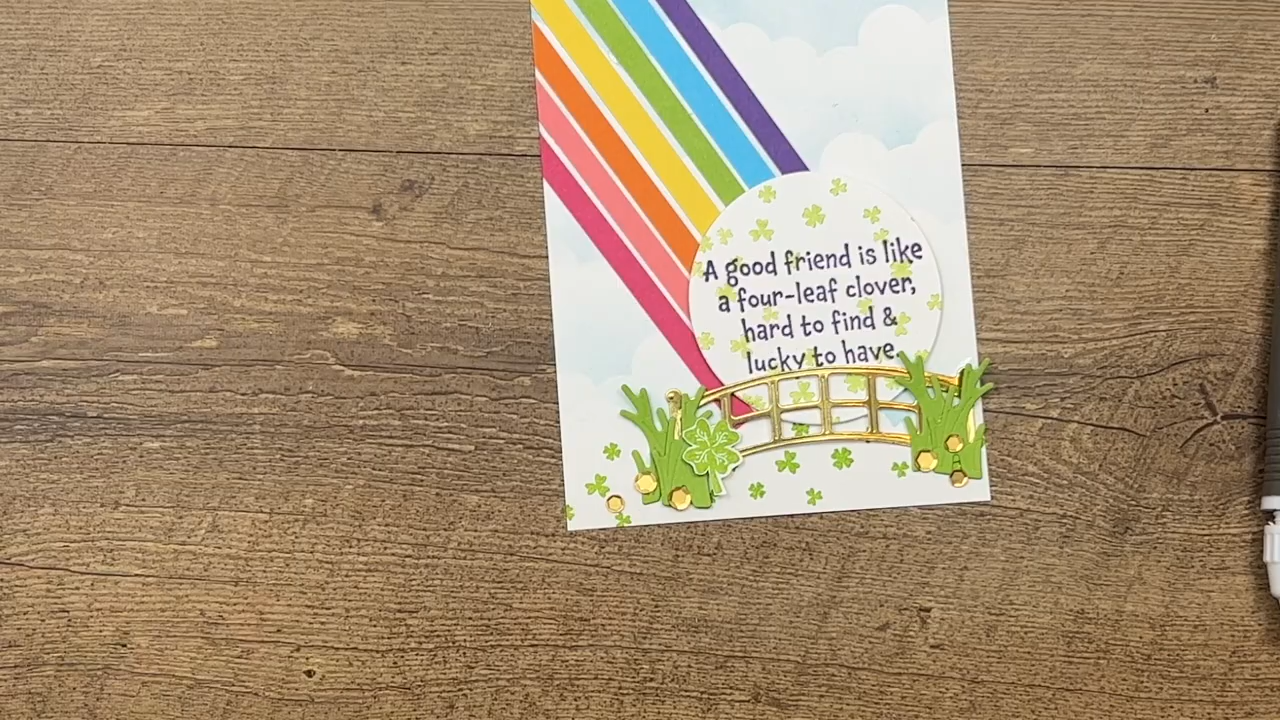 A good friend is like
a four-leaf clover,
hard to find &
lucky to have.